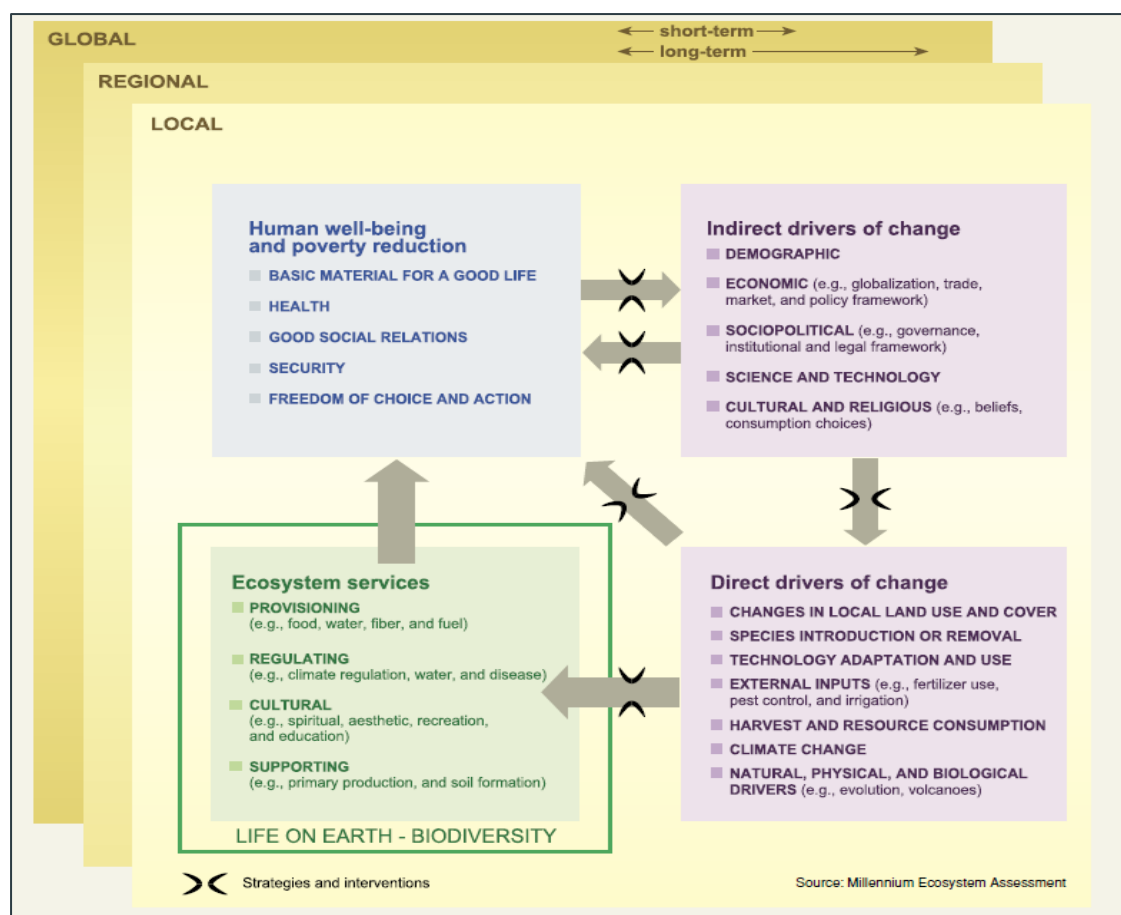 GLOBAL
short-term
long-term
REGIONAL
LOCAL
Human well-being
and poverty reduction
BASIC MATERIAL FOR A GOOD LIFE
HEALTH
GOOD SOCIAL RELATIONS
SECURITY
FREEDOM OF CHOICE AND ACTION
Indirect drivers of change
DEMOGRAPHIC
ECONOMIC (e.g., globalization, trade,
market, and policy framework)
SOCIOPOLITICAL (e.g., governance,
institutional and legal framework)
SCIENCE AND TECHNOLOGY
CULTURAL AND RELIGIOUS (e.g., beliefs,
consumption choices)
Ecosystem services
PROVISIONING
(e.g., food, water, fiber, and fuel)
REGULATING
(e.g., climate regulation, water, and disease)
CULTURAL
(e.g., spiritual, aesthetic, recreation,
and education)
SUPPORTING
(e.g., primary production, and soil formation)
LIFE ON EARTH - BIODIVERSITY
Direct drivers of change
CHANGES IN LOCAL LAND USE AND COVER
SPECIES INTRODUCTION OR REMOVAL
TECHNOLOGY ADAPTATION AND USE
EXTERNAL INPUTS (e.g., fertilizer use,
pest control, and irrigation)
HARVEST AND RESOURCE CONSUMPTION
CLIMATE CHANGE
NATURAL, PHYSICAL, AND BIOLOGICAL
DRIVERS (e.g., evolution, volcanoes)
Strategies and interventions
Source: Millennium Ecosystem Assessment